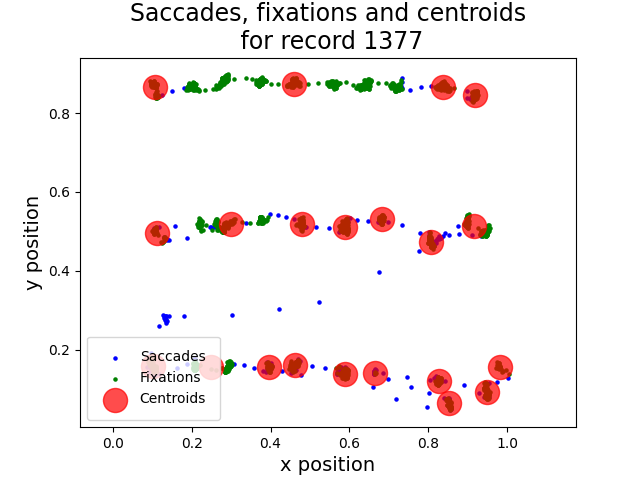 Saccades, fixations and centroids
for record 1377
y position
0.8
0.6
0.4
0.2
Saccades
Fixations
Centroids
0.0 0.2 0.4 0.6 0.8 1.0
x position